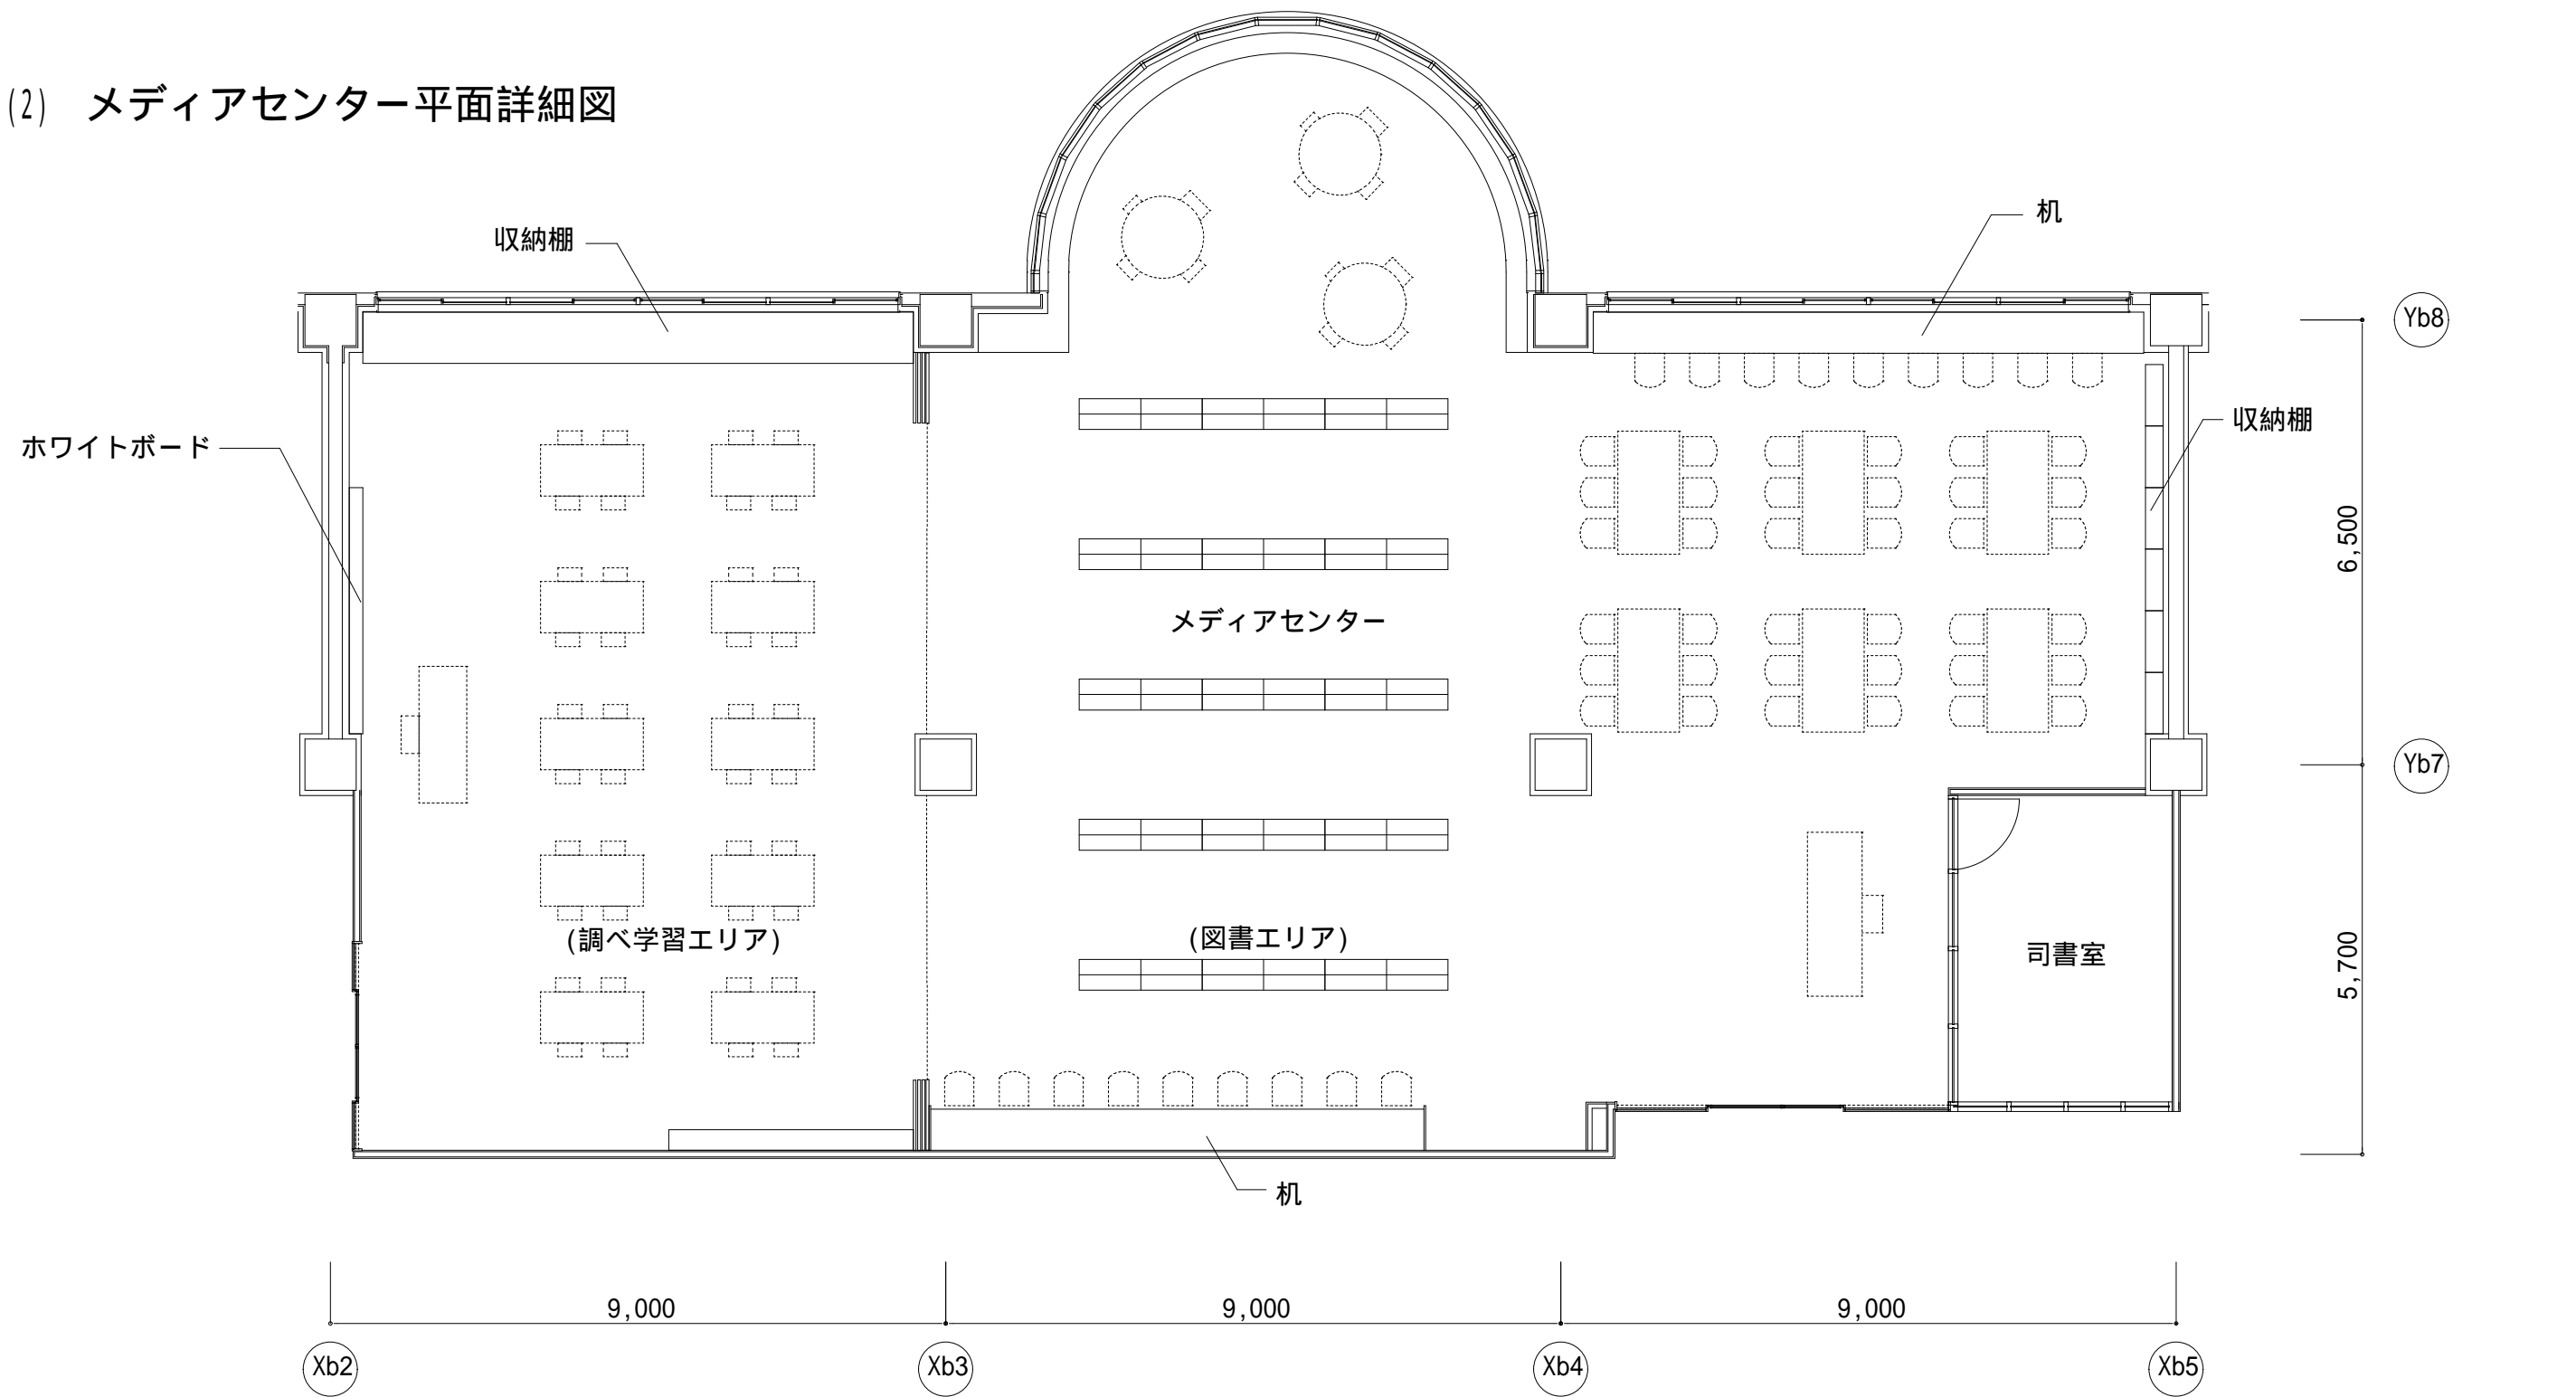 (2) メディアセンター平面詳細図
机
収納棚
Yb8
収納棚
ホワイトボード
6,500
メディアセンター
Yb7
(調べ学習エリア)
(図書エリア)
司書室
5,700
机
9,000
9,000
9,000
Xb2
Xb3
Xb4
Xb5